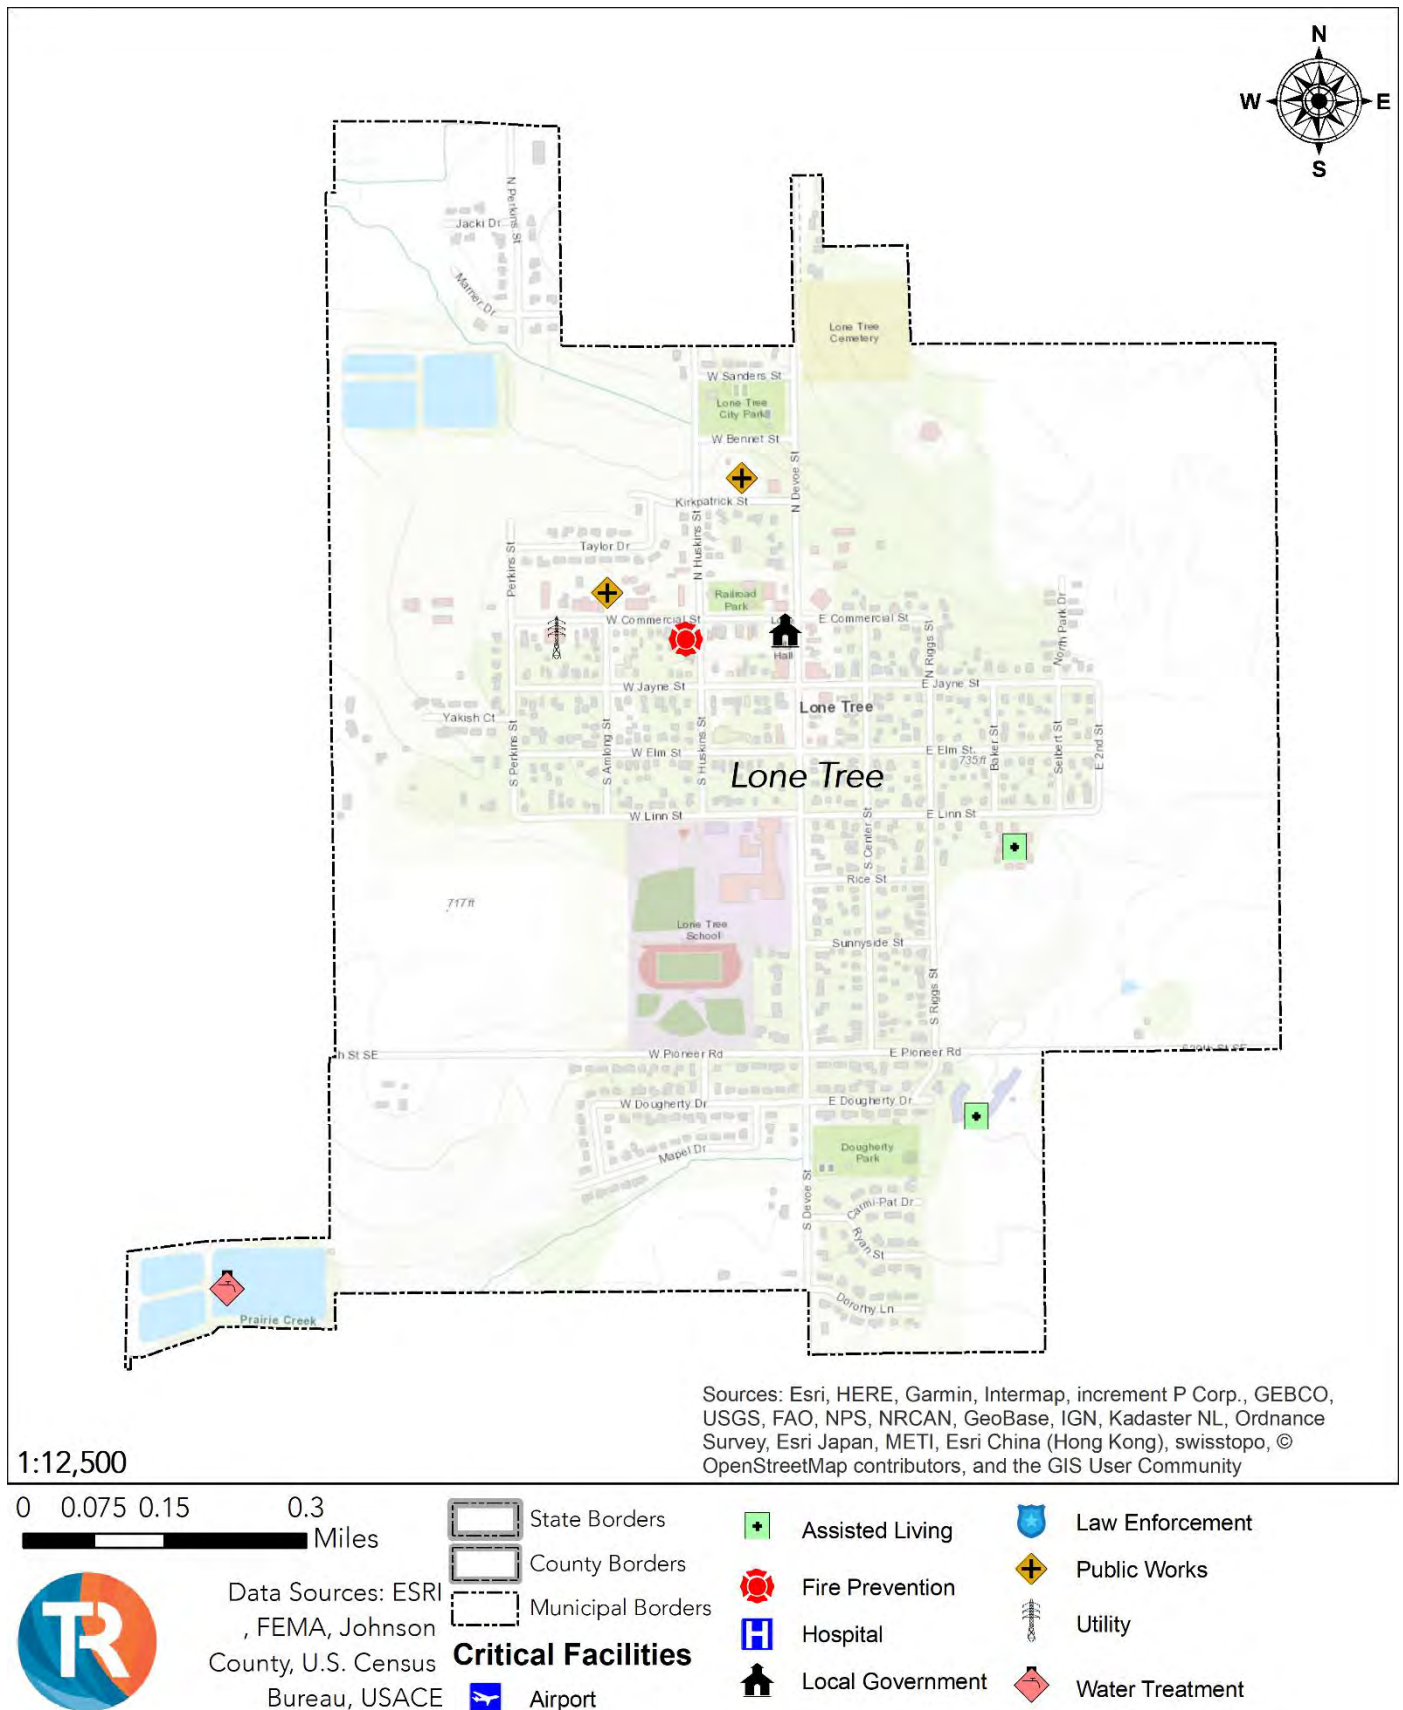 N
W
E
S
N Perkins St
Jacki Dr
Marner Dr
Lone Tree
Cemetery
W Sanders St
Lone Tree
City Park
W Bennet St
N Devoe St
Kirkpatrick St
N Huskins St
Taylor Dr
Perkins St
Railroad
Park
W Commercial St
E Commercial St
Hall
N Riggs St
North Park Dr
W Jayne St
E Jayne St
Lone Tree
Yakish Ct
S Perkins St
S Amlong St
W Elm St
S Huskins St
E Elm St
735 ft
Baker St
Seibert St
E 2nd St
Lone Tree
W Linn St
E Linn St
S Center St
Rice St
717 ft
Lone Tree
School
Sunnyside St
S Riggs St
h St SE
W Pioneer Rd
E Pioneer Rd
W Dougherty Dr
E Dougherty Dr
Mapel Dr
Dougherty
Park
S Devoe St
Carmi-Pat Dr
Ryan St
Dorothy Ln
Prairie Creek
Sources: Esri, HERE, Garmin, Intermap, increment P Corp., GEBCO,
USGS, FAO, NPS, NRCAN, GeoBase, IGN, Kadaster NL, Ordnance
Survey, Esri Japan, METI, Esri China (Hong Kong), swisstopo, ©
OpenStreetMap contributors, and the GIS User Community
1:12,500
0 0.075 0.15 0.3
Miles
TR
Data Sources: ESRI
, FEMA, Johnson
County, U.S. Census
Bureau, USACE
State Borders
County Borders
Municipal Borders
Critical Facilities
Airport
Assisted Living
Fire Prevention
H Hospital
Local Government
Law Enforcement
Public Works
Utility
Water Treatment